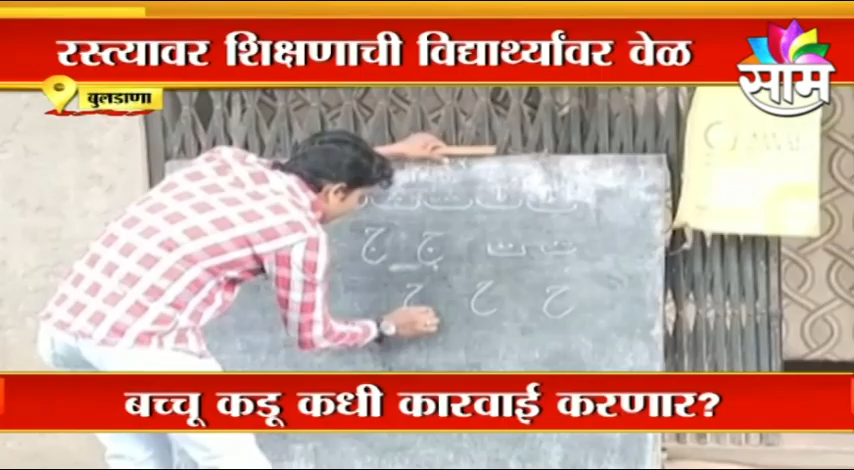 रस्त्यावर शिक्षणाची विद्यार्थ्यांवर वेळ
साम
बुलडाणा
ج ج
ح ح ح
बच्चू कडू कधी कारवाई करणार?